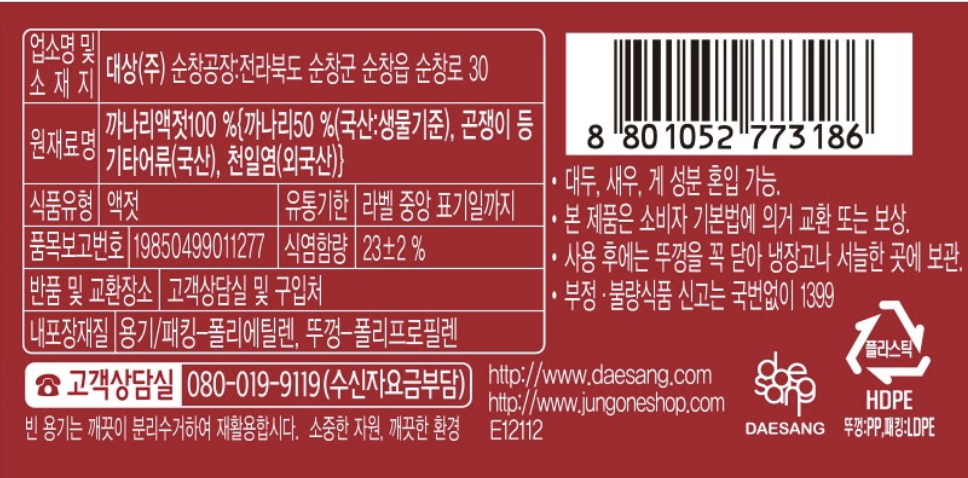 업소명 및 소 재 지 대상(주) 순창공장:전라북도 순창군 순창읍 순창로 30
원재료명 까나리액젓100 %{까나리50 %(국산:생물기준), 곤쟁이 등
기타어류(국산), 천일염(외국산)}
식품유형 액젓 유통기한 라벨 중앙 표기일까지
품목보고번호 19850499011277 식염함량 23±2 %
반품 및 교환장소 고객상담실 및 구입처
내포장재질 용기/패킹-폴리에틸렌, 뚜껑-폴리프로필렌
☎ 고객상담실 080-019-9119(수신자요금부담)
빈 용기는 깨끗이 분리수거하여 재활용합시다. 소중한 자원, 깨끗한 환경
http://www.daesang.com
http://www.jungoneshop.com
E12112
8 801052 773186
• 대두, 새우, 게 성분 혼입 가능.
• 본 제품은 소비자 기본법에 의거 교환 또는 보상.
• 사용 후에는 뚜껑을 꼭 닫아 냉장고나 서늘한 곳에 보관.
• 부정·불량식품 신고는 국번없이 1399
daesang
DAESANG
플라스틱
HDPE
뚜껑:PP,패킹:LDPE